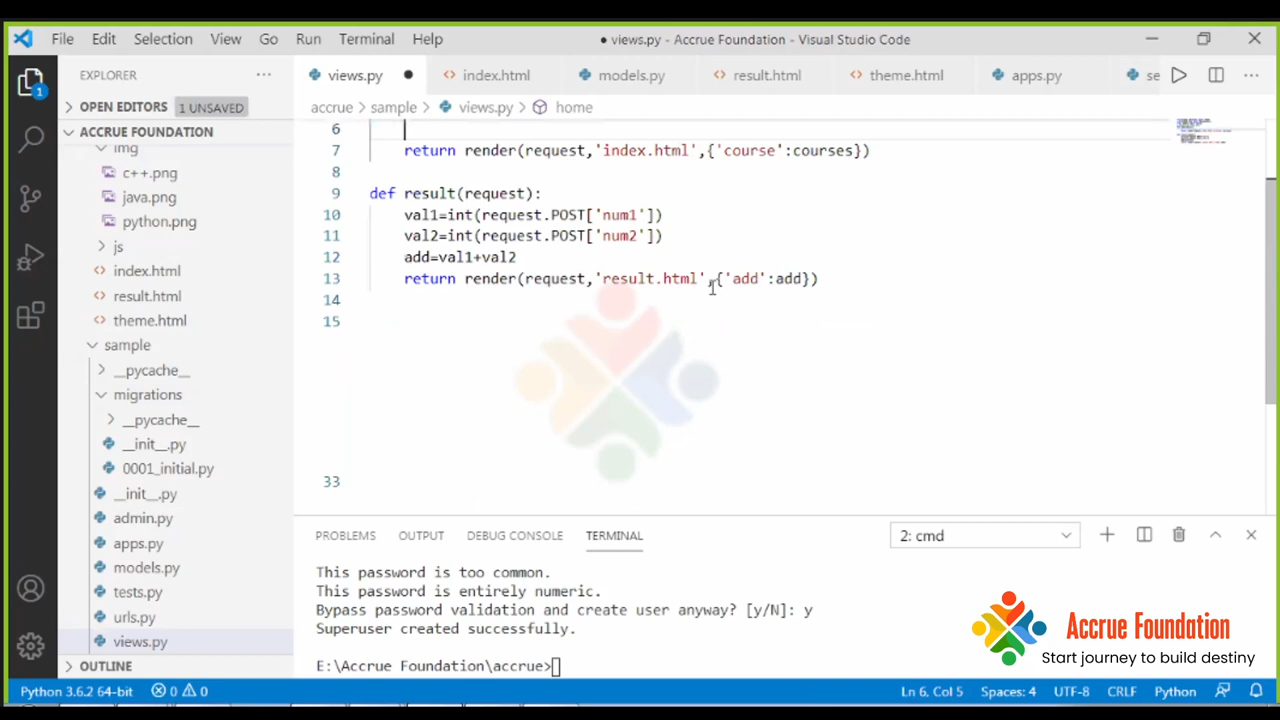 File Edit Selection View Go Run Terminal Help
● views.py - Accrue Foundation - Visual Studio Code
EXPLORER
views.py index.html models.py result.html theme.html apps.py se
1
OPEN EDITORS 1 UNSAVED
ACCRUE FOUNDATION
img
c++.png
java.png
python.png
js
index.html
result.html
theme.html
sample
__pycache__
migrations
__pycache__
__init__.py
0001_initial.py
__init__.py
admin.py
apps.py
models.py
tests.py
urls.py
views.py
OUTLINE
accrue > sample > views.py > home
6
7 return render(request,'index.html',{'course':courses})
8
9 def result(request):
10 val1=int(request.POST['num1'])
11 val2=int(request.POST['num2'])
12 add=val1+val2
13 return render(request,'result.html',{'add':add})
14
15
33
PROBLEMS OUTPUT DEBUG CONSOLE TERMINAL 2: cmd
This password is too common.
This password is entirely numeric.
Bypass password validation and create user anyway? [y/N]: y
Superuser created successfully.
E:\Accrue Foundation\accrue>
Accrue Foundation
Start journey to build destiny
Python 3.6.2 64-bit 0 0 Ln 6, Col 5 Spaces: 4 UTF-8 CRLF Python